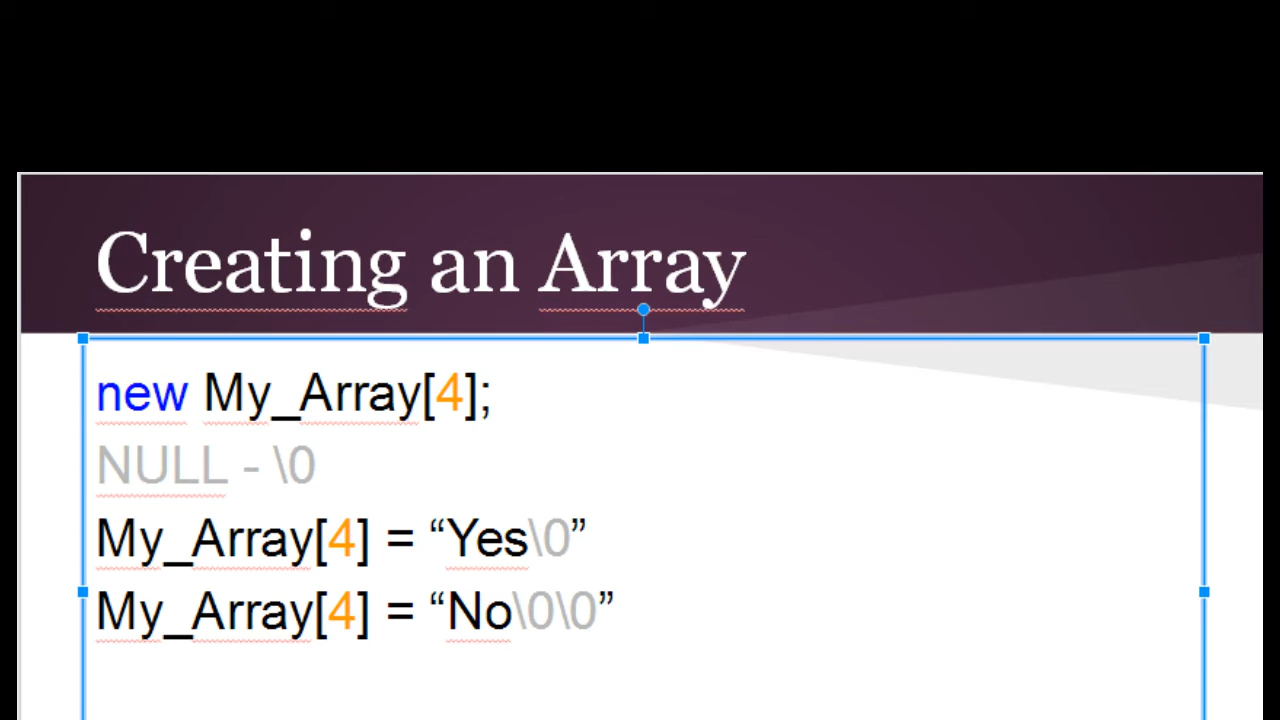 Creating an Array
new My_Array[4];
NULL - \0
My_Array[4] = “Yes\0”
My_Array[4] = “No\0\0”